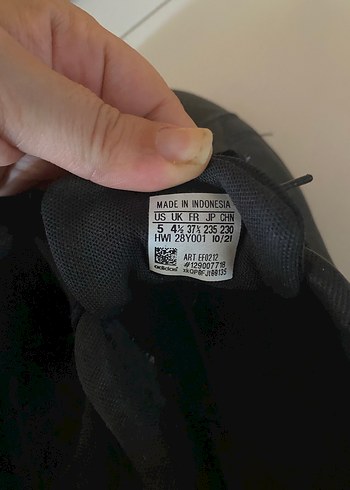 MADE IN INDONESIA
US UK FR JP CHN
5 4½ 37⅓ 235 230
HWI 28Y001 10/21
ART EF0212
#129007718
adidas